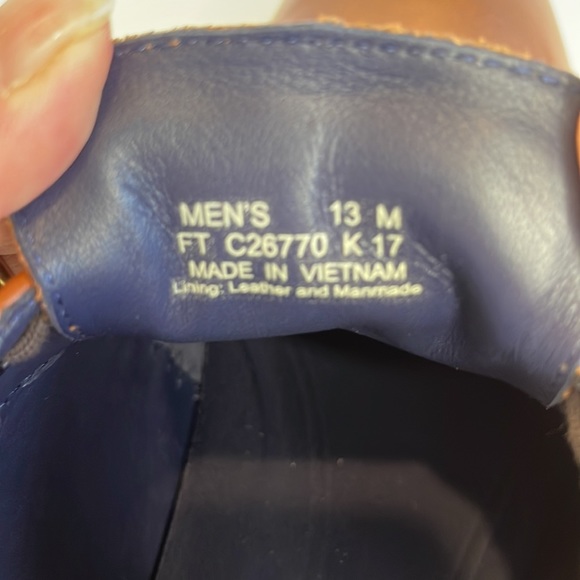 MEN'S 13 M
FT C26770 K 17
MADE IN VIETNAM
Lining: Leather and Manmade